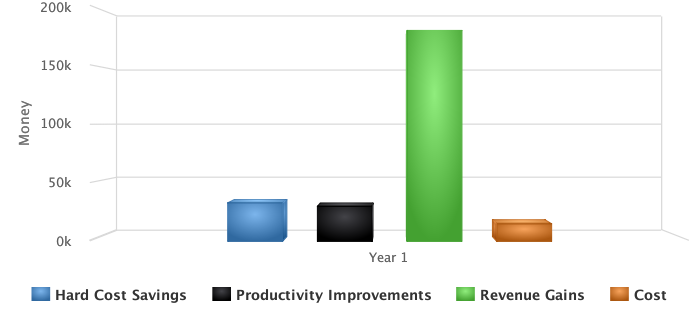 200k
150k
100k
50k
0k
Money
Year 1
Hard Cost Savings Productivity Improvements Revenue Gains Cost